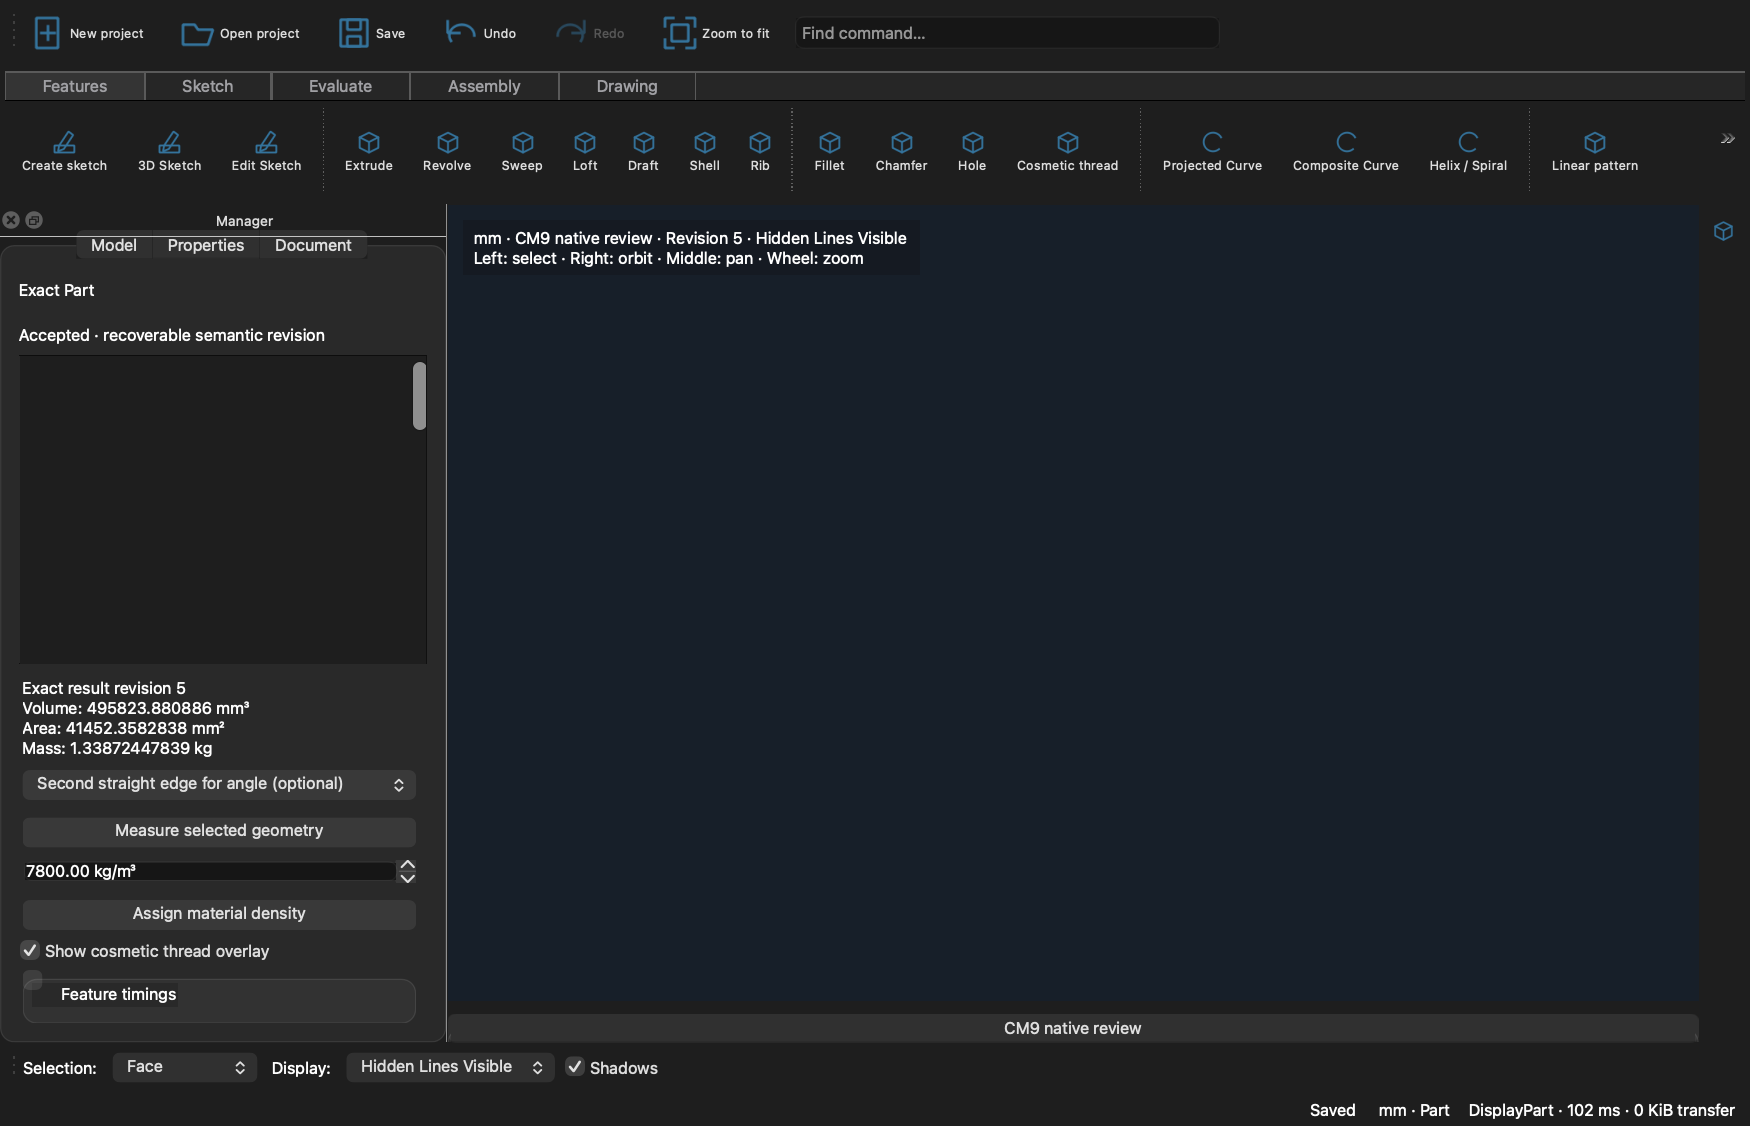 New project
Open project
Save
Undo
Redo
Zoom to fit
Find command...
Features
Sketch
Evaluate
Assembly
Drawing
Create sketch
3D Sketch
Edit Sketch
Extrude
Revolve
Sweep
Loft
Draft
Shell
Rib
Fillet
Chamfer
Hole
Cosmetic thread
Projected Curve
Composite Curve
Helix / Spiral
Linear pattern
Manager
Model
Properties
Document
Exact Part
Accepted · recoverable semantic revision
Exact result revision 5
Volume: 495823.880886 mm³
Area: 41452.3582838 mm²
Mass: 1.33872447839 kg
Second straight edge for angle (optional)
Measure selected geometry
7800.00 kg/m³
Assign material density
Show cosmetic thread overlay
Feature timings
mm · CM9 native review · Revision 5 · Hidden Lines Visible
Left: select · Right: orbit · Middle: pan · Wheel: zoom
CM9 native review
Selection:
Face
Display:
Hidden Lines Visible
Shadows
Saved
mm · Part
DisplayPart · 102 ms · 0 KiB transfer